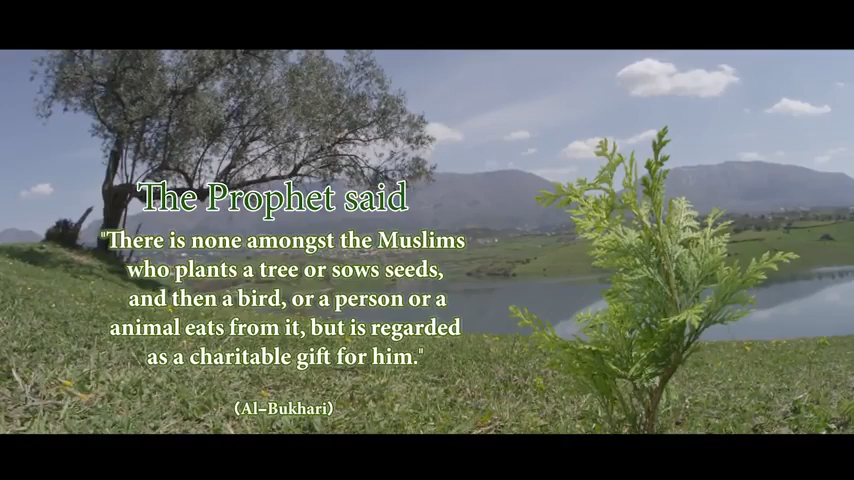 The Prophet said
"There is none amongst the Muslims
who plants a tree or sows seeds,
and then a bird, or a person or a
animal eats from it, but is regarded
as a charitable gift for him."
(Al-Bukhari)